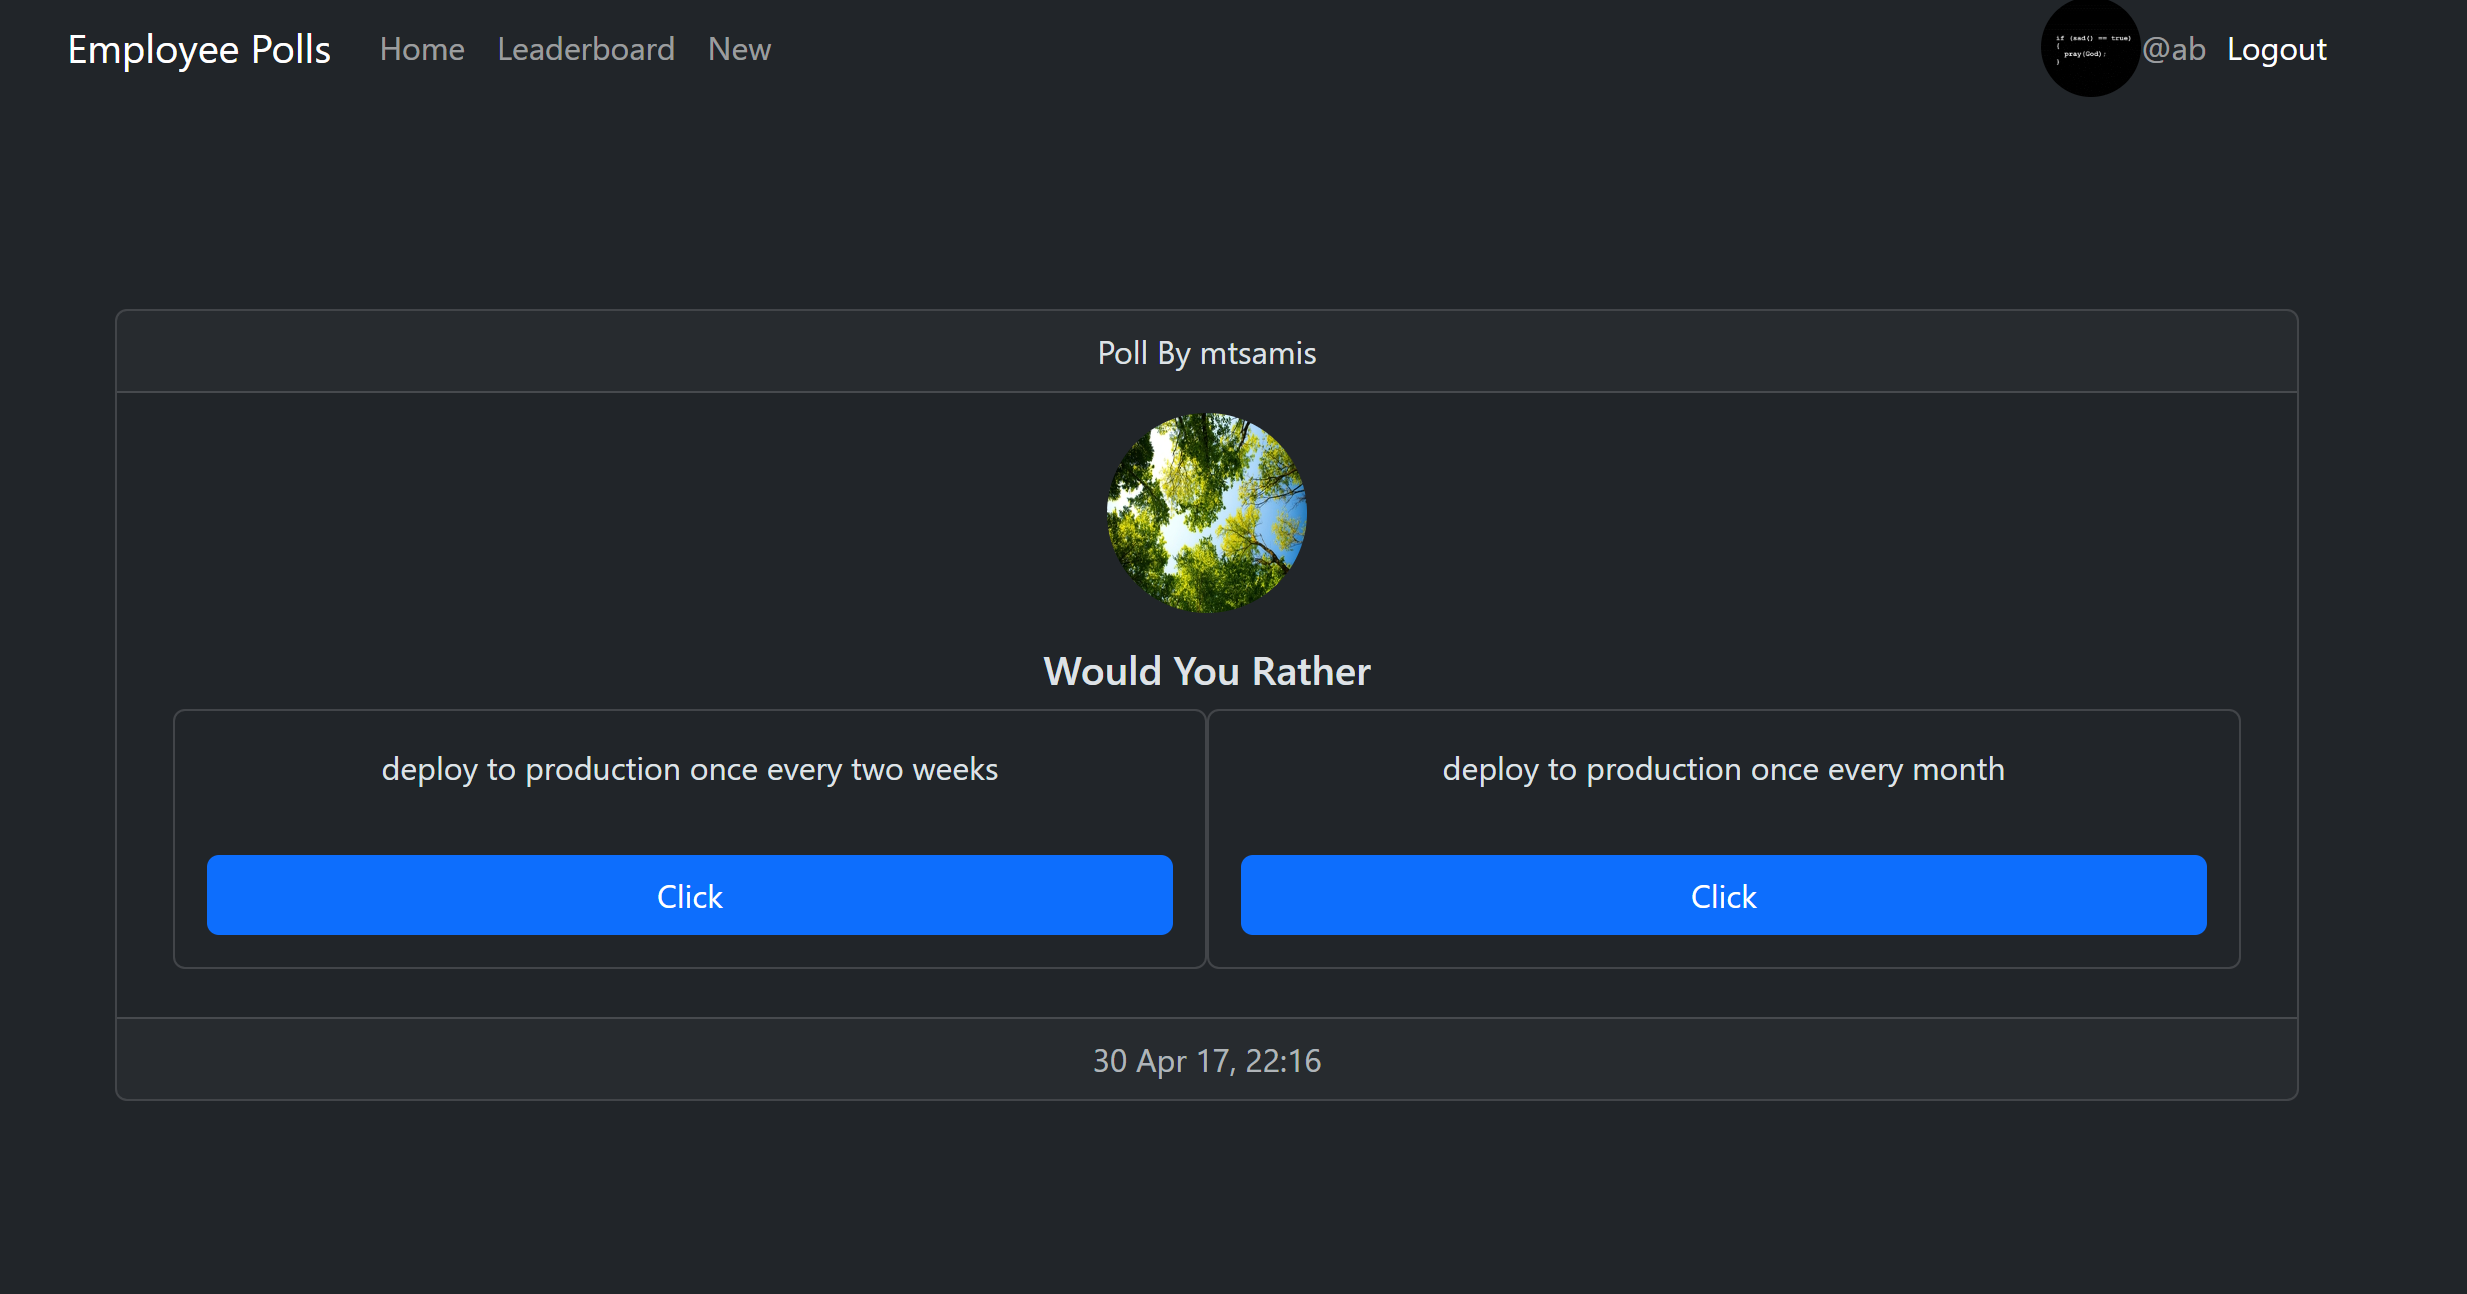 Employee Polls Home Leaderboard New @ab Logout
if (sad() == true)
{
pray(God);
}
Poll By mtsamis
Would You Rather
deploy to production once every two weeks deploy to production once every month
Click Click
30 Apr 17, 22:16